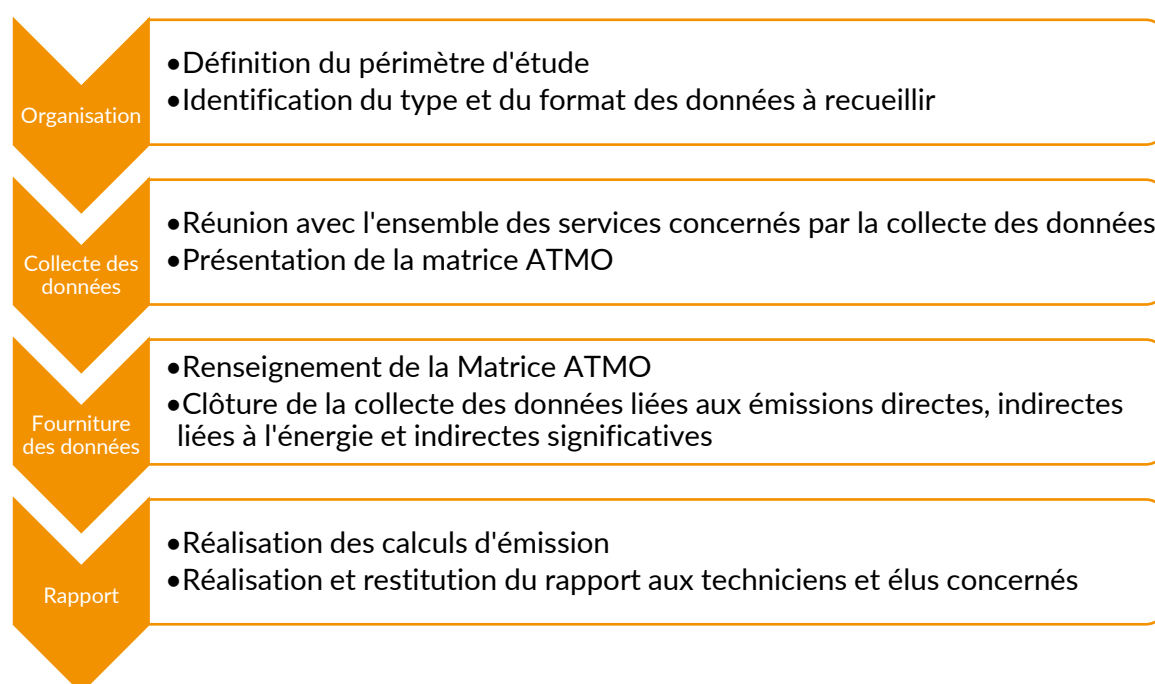 Organisation
•Définition du périmètre d'étude
•Identification du type et du format des données à recueillir
Collecte des
données
•Réunion avec l'ensemble des services concernés par la collecte des données
•Présentation de la matrice ATMO
Fourniture
des données
•Renseignement de la Matrice ATMO
•Clôture de la collecte des données liées aux émissions directes, indirectes
liées à l'énergie et indirectes significatives
Rapport
•Réalisation des calculs d'émission
•Réalisation et restitution du rapport aux techniciens et élus concernés